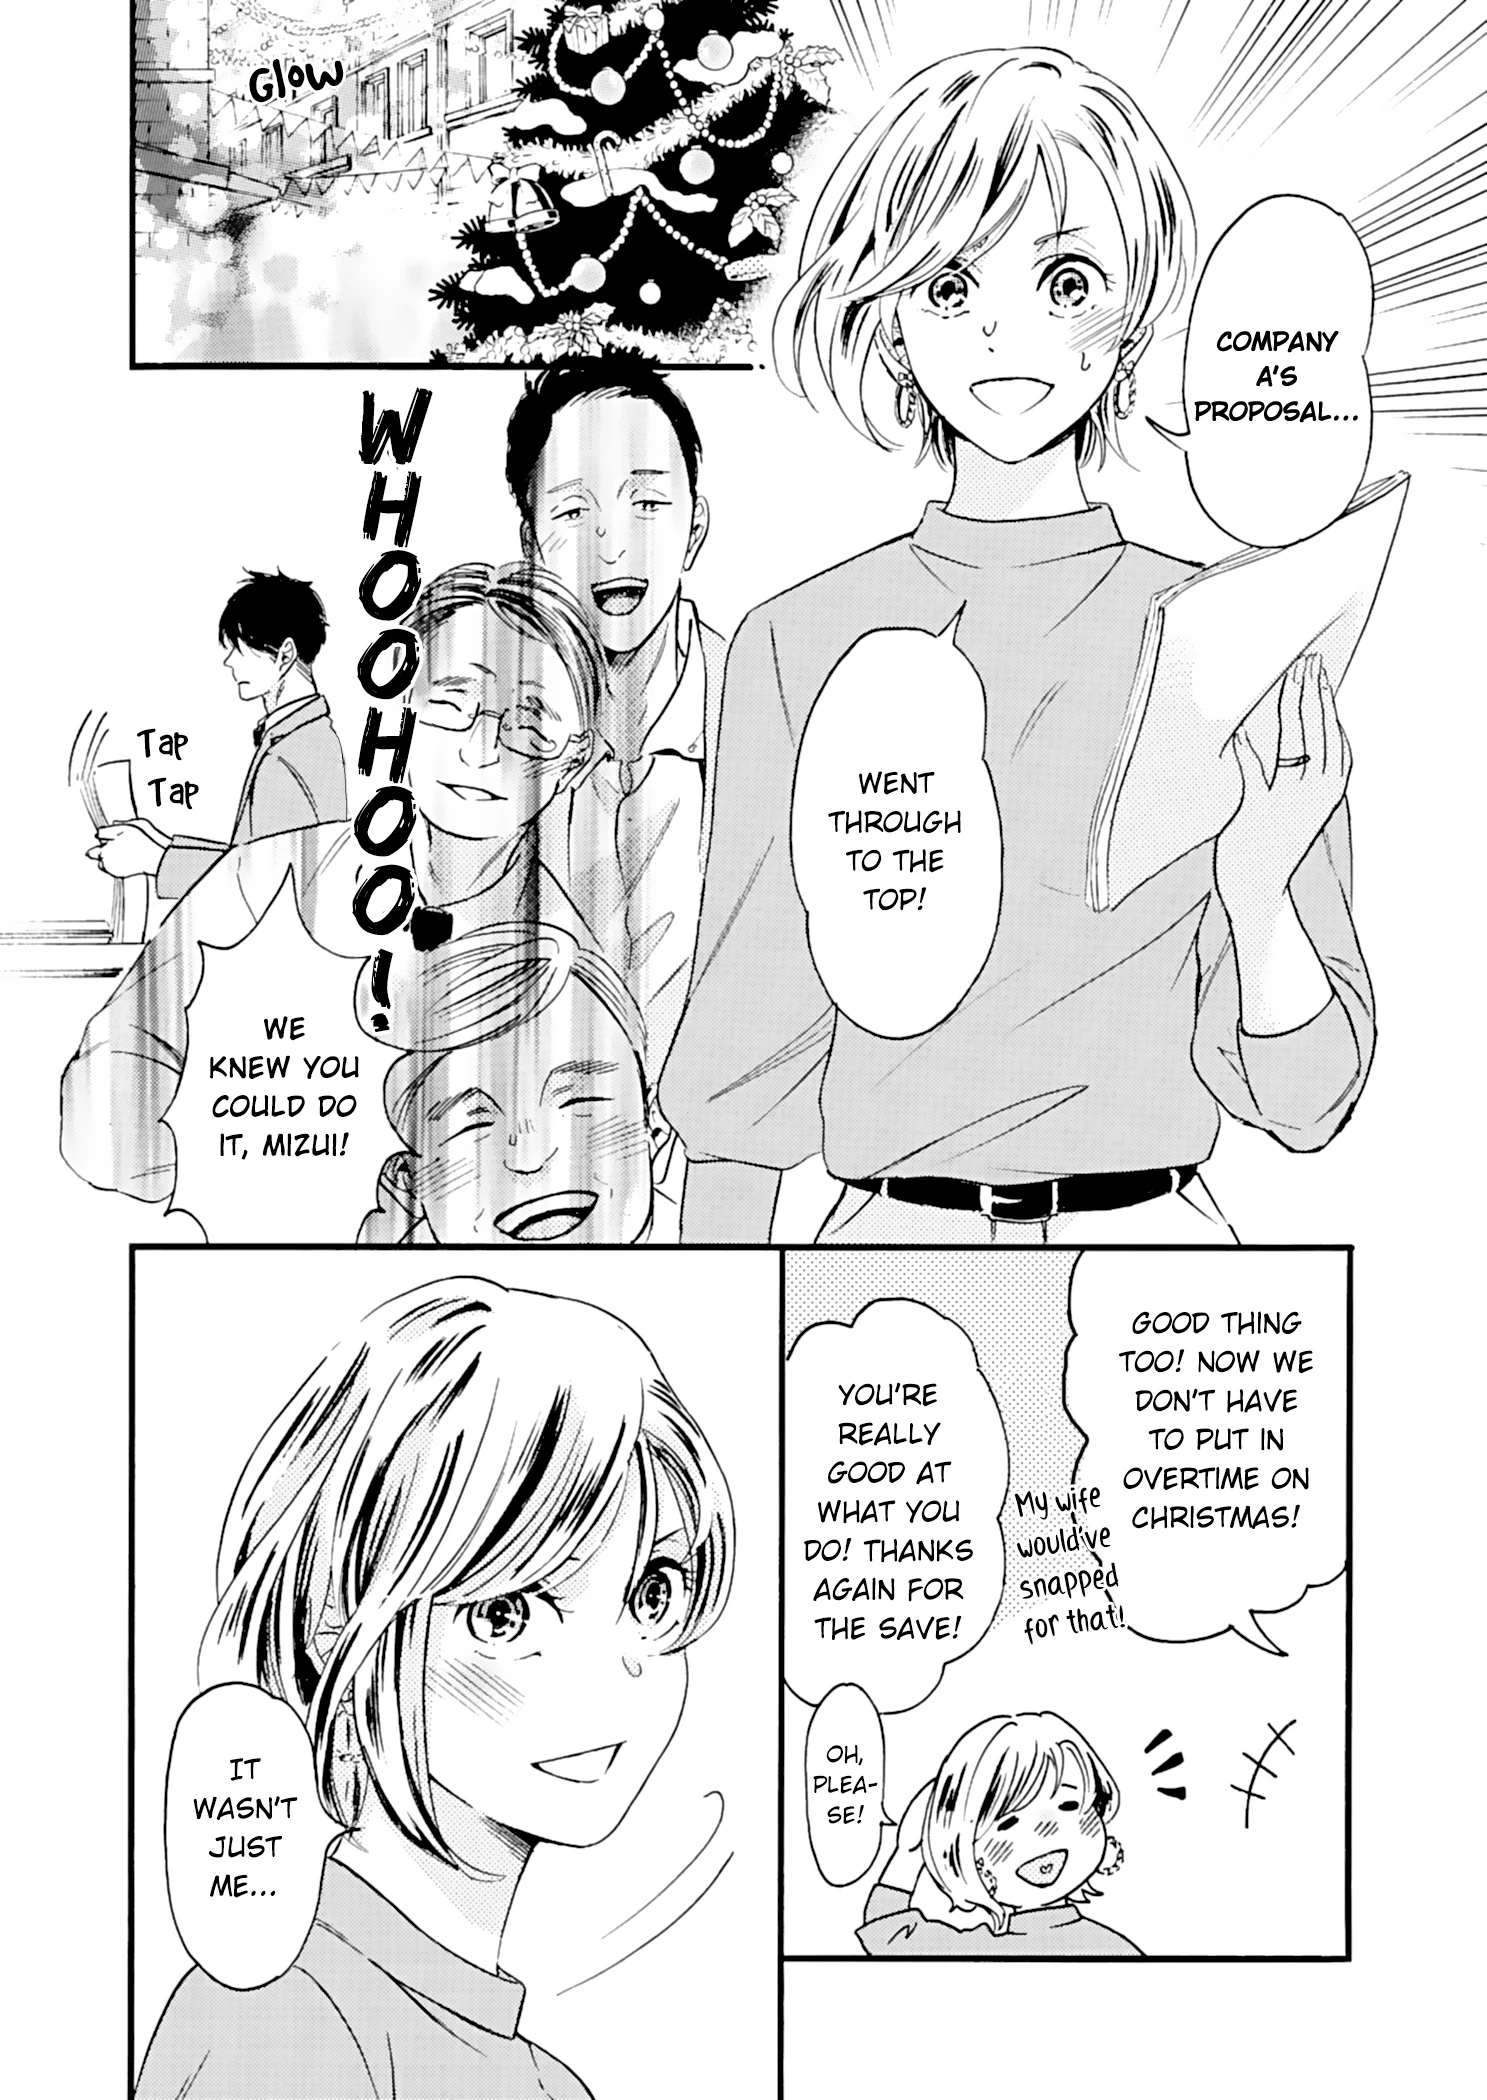 GLOW
COMPANY
A'S
PROPOSAL...
WENT
THROUGH
TO THE
TOP!
WHOOHOO!
TAP
TAP
WE
KNEW YOU
COULD DO
IT, MIZUI!
GOOD THING
TOO! NOW WE
DON'T HAVE
TO PUT IN
OVERTIME ON
CHRISTMAS!
My wife
would've
snapped
for that!
YOU'RE
REALLY
GOOD AT
WHAT YOU
DO! THANKS
AGAIN FOR
THE SAVE!
OH,
PLEA-
SE!
IT
WASN'T
JUST
ME...